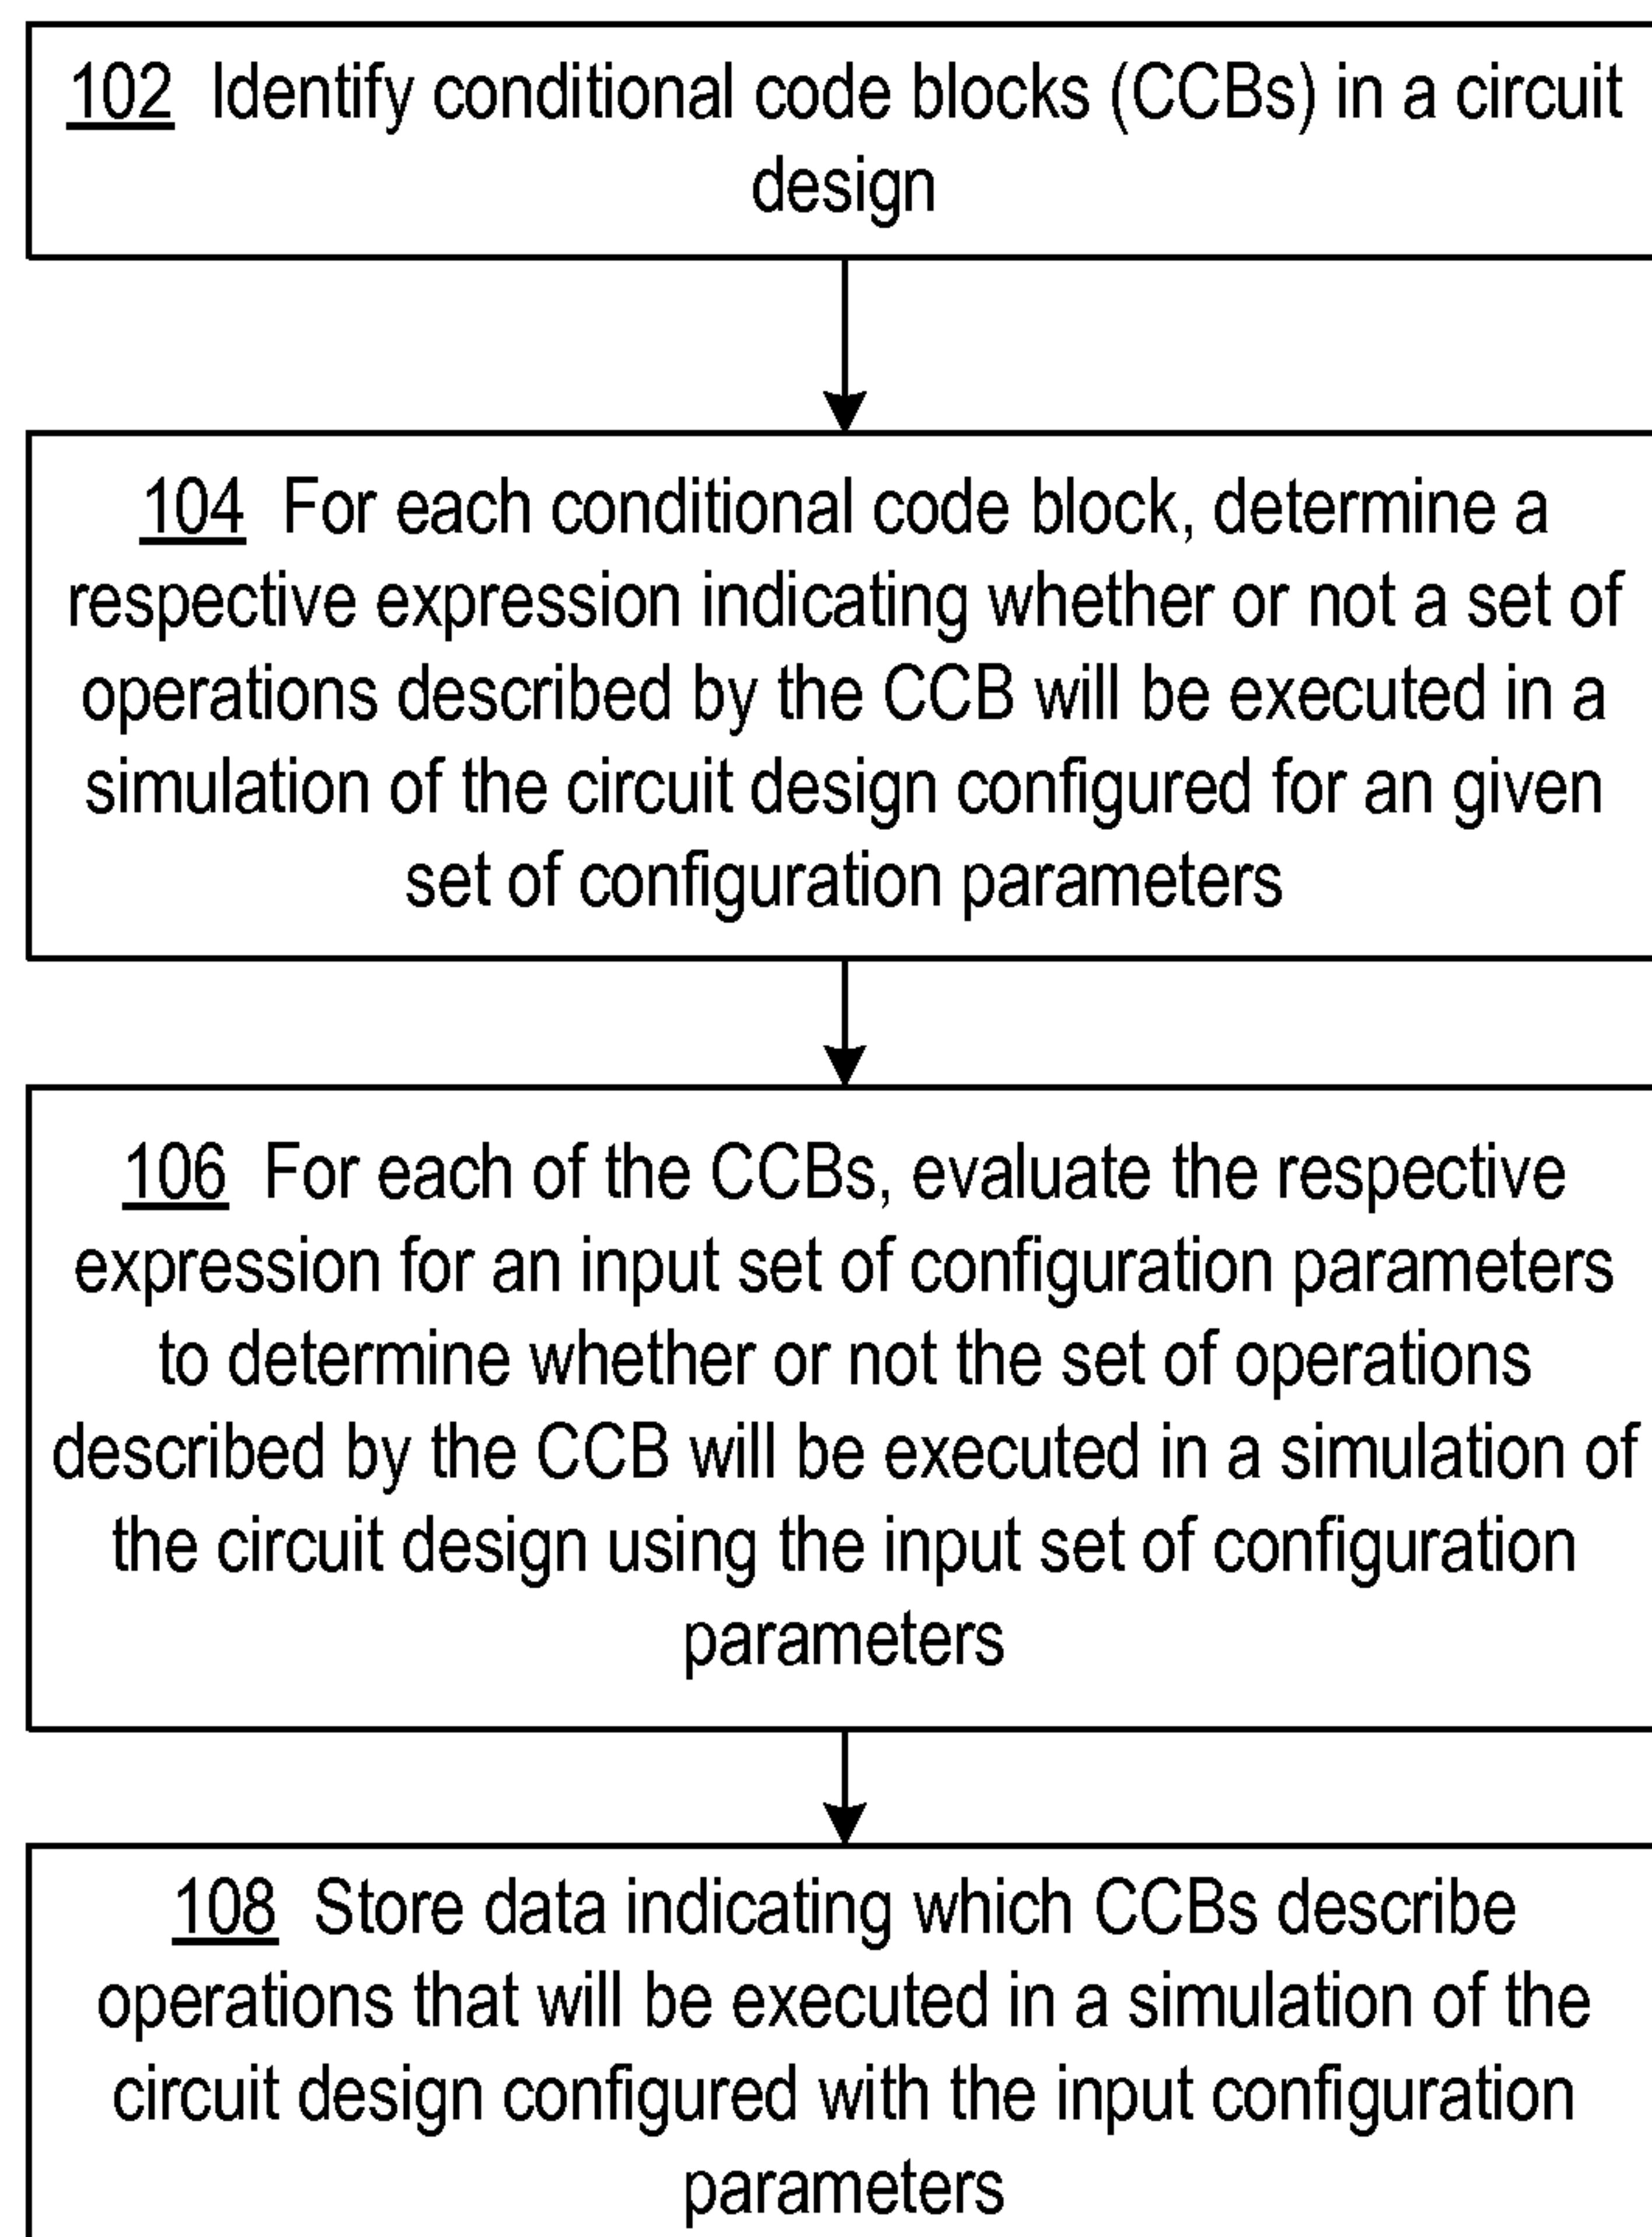 102 Identify conditional code blocks (CCBs) in a circuit
design
104 For each conditional code block, determine a
respective expression indicating whether or not a set of
operations described by the CCB will be executed in a
simulation of the circuit design configured for an given
set of configuration parameters
106 For each of the CCBs, evaluate the respective
expression for an input set of configuration parameters
to determine whether or not the set of operations
described by the CCB will be executed in a simulation of
the circuit design using the input set of configuration
parameters
108 Store data indicating which CCBs describe
operations that will be executed in a simulation of the
circuit design configured with the input configuration
parameters